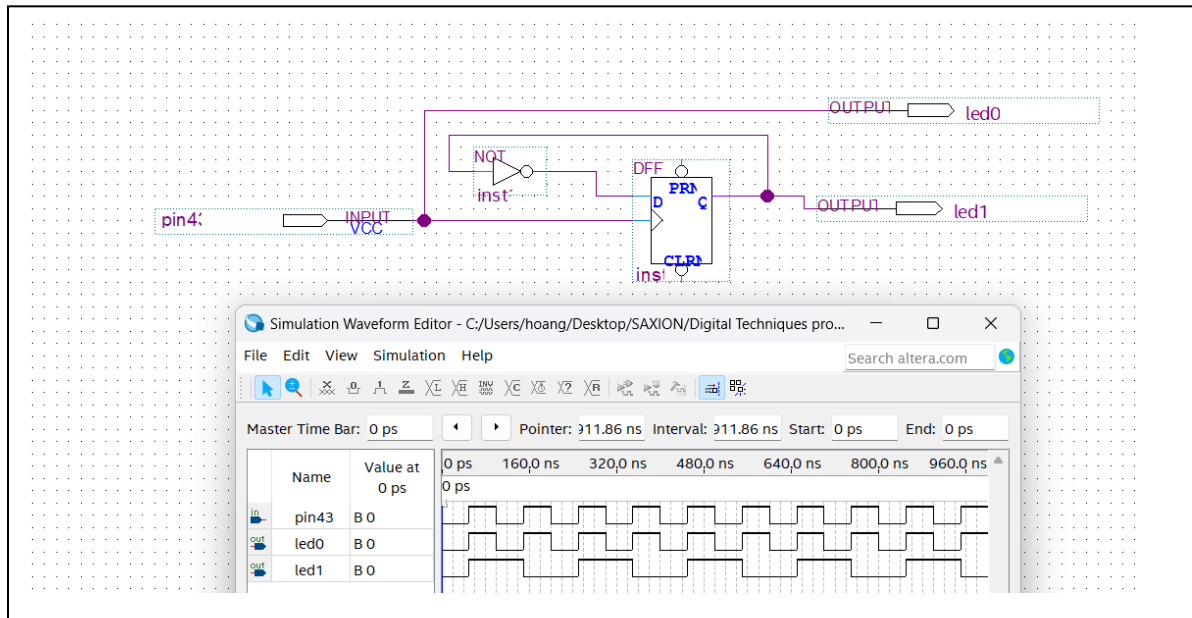 OUTPUT
led0
NOT
inst
DFF
PRN
D
Q
CLRN
inst
OUTPUT
led1
pin4
INPUT
VCC
Simulation Waveform Editor - C:/Users/hoang/Desktop/SAXION/Digital Techniques pro...
File Edit View Simulation Help
Search altera.com
Master Time Bar: 0 ps Pointer: 911.86 ns Interval: 911.86 ns Start: 0 ps End: 0 ps
Name Value at 0 ps
0 ps 160,0 ns 320,0 ns 480,0 ns 640,0 ns 800,0 ns 960.0 ns
0 ps
in pin43 B 0
out led0 B 0
out led1 B 0